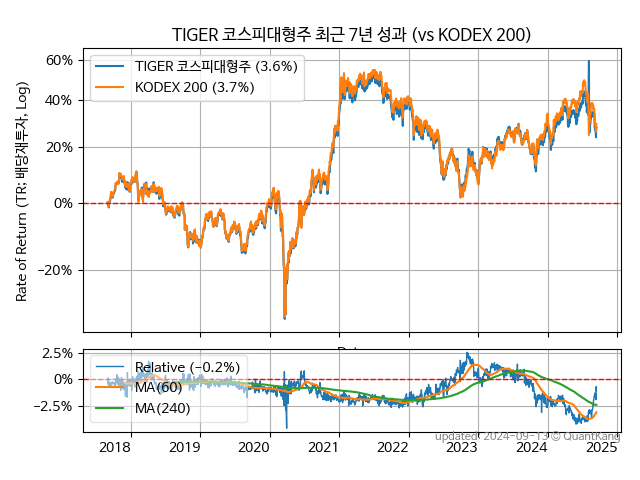 TIGER 코스피대형주 최근 7년 성과 (vs KODEX 200)
Rate of Return (TR: 배당재투자, Log)
60%
40%
20%
0%
−20%
TIGER 코스피대형주 (3.6%)
KODEX 200 (3.7%)
2.5%
0%
−2.5%
Relative (−0.2%)
MA(60)
MA(240)
2018 2019 2020 2021 2022 2023 2024 2025
updated: 2024-09-13 © QuantKang